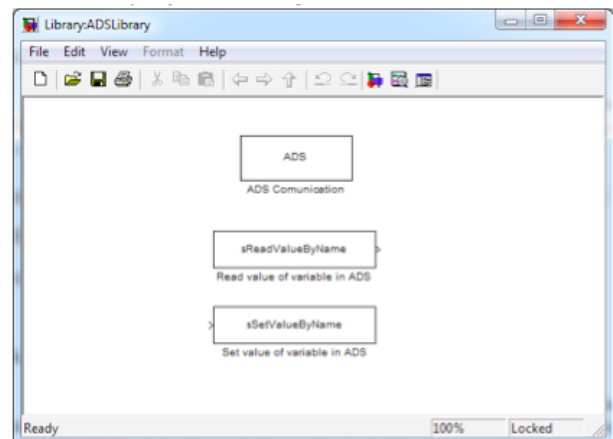 Library:ADSLibrary
File Edit View Format Help
ADS
ADS Comunication
sReadValueByName
Read value of variable in ADS
sSetValueByName
Set value of variable in ADS
Ready 100% Locked